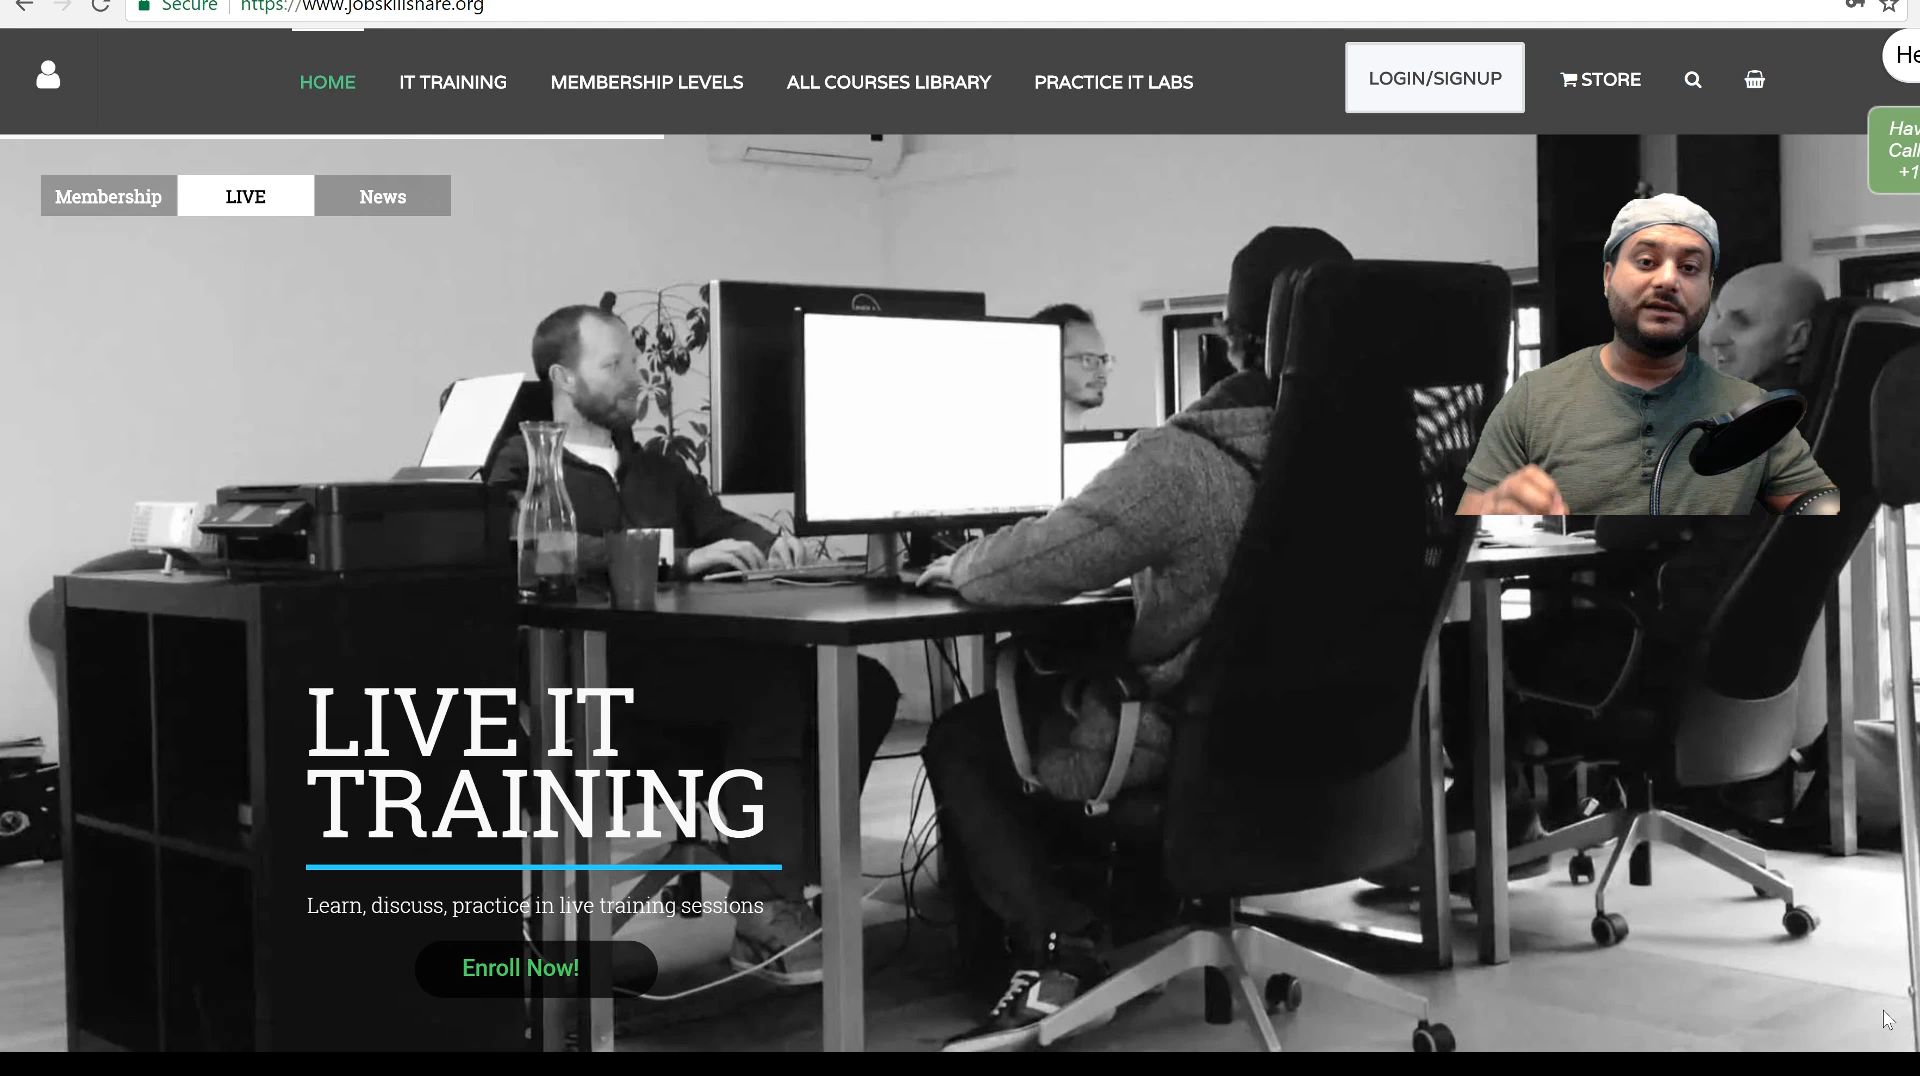 Secure https://www.jobskillshare.org
HOME IT TRAINING MEMBERSHIP LEVELS ALL COURSES LIBRARY PRACTICE IT LABS LOGIN/SIGNUP STORE
Membership LIVE News
LIVE IT
TRAINING
Learn, discuss, practice in live training sessions
Enroll Now!